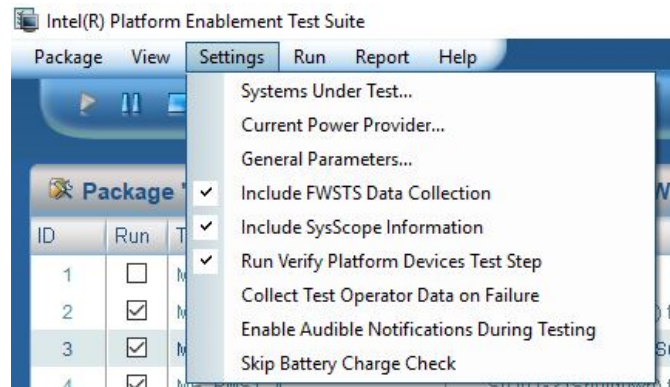 Intel(R) Platform Enablement Test Suite
Package View Settings Run Report Help
Systems Under Test...
Current Power Provider...
General Parameters...
Package "
Include FWSTS Data Collection
ID Run
Include SysScope Information
1
Run Verify Platform Devices Test Step
2
Collect Test Operator Data on Failure
Enable Audible Notifications During Testing
3
Skip Battery Charge Check
4